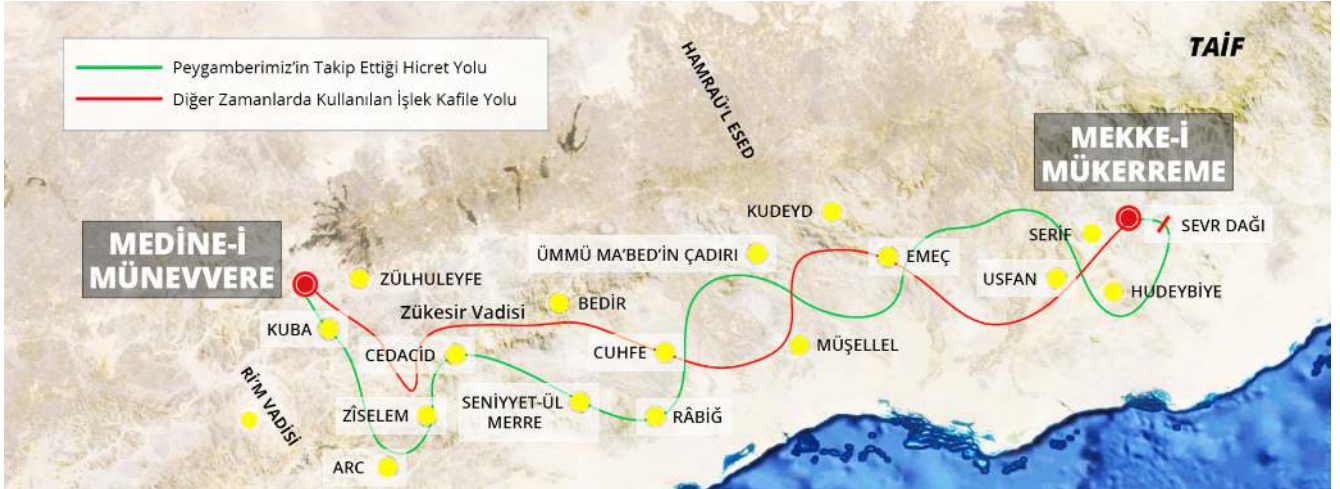 Peygamberimiz'in Takip Ettiği Hicret Yolu
Diğer Zamanlarda Kullanılan İşlek Kafile Yolu
HAMRAÜ'L ESED
TAİF
MEKKE-İ
MÜKERREME
MEDİNE-İ
MÜNEVVERE
KUDEYD
SERİF
SEVR DAĞI
ÜMMÜ MA'BED'İN ÇADIRI
EMEÇ
ZÜLHULEYFE
USFAN
HUDEYBİYE
Zükesir Vadisi
BEDİR
KUBA
CEDACİD
CUHFE
MÜŞELLEL
Rİ'M VADİSİ
ZÎSELEM
SENİYYET-ÜL
MERRE
RÂBİĞ
ARC